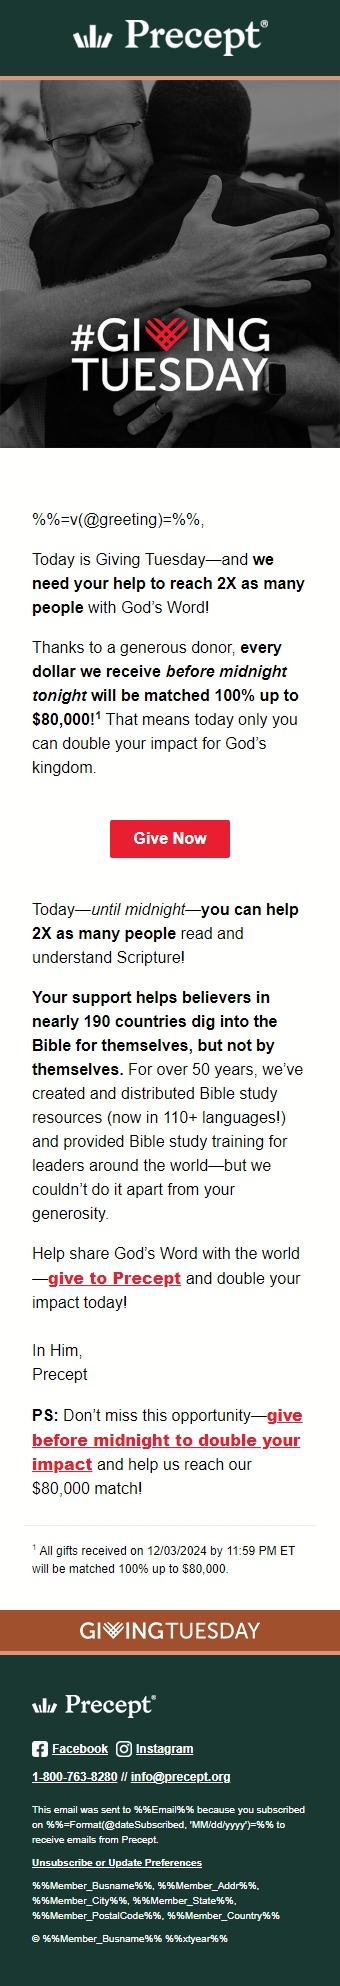 Precept®
#GIVING
TUESDAY
%%=v(@greeting)=%%,
Today is Giving Tuesday—and we
need your help to reach 2X as many
people with God's Word!
Thanks to a generous donor, every
dollar we receive before midnight
tonight will be matched 100% up to
$80,000!¹ That means today only you
can double your impact for God's
kingdom.
Give Now
Today—until midnight—you can help
2X as many people read and
understand Scripture!
Your support helps believers in
nearly 190 countries dig into the
Bible for themselves, but not by
themselves. For over 50 years, we've
created and distributed Bible study
resources (now in 110+ languages!)
and provided Bible study training for
leaders around the world—but we
couldn't do it apart from your
generosity.
Help share God's Word with the world
—give to Precept and double your
impact today!
In Him,
Precept
PS: Don't miss this opportunity—give
before midnight to double your
impact and help us reach our
$80,000 match!
¹ All gifts received on 12/03/2024 by 11:59 PM ET
will be matched 100% up to $80,000.
GIVINGTUESDAY
Precept®
Facebook Instagram
1-800-763-8280 // info@precept.org
This email was sent to %%Email%% because you subscribed
on %%=Format(@dateSubscribed, 'MM/dd/yyyy')=%% to
receive emails from Precept.
Unsubscribe or Update Preferences
%%Member_Busname%%, %%Member_Addr%%,
%%Member_City%%, %%Member_State%%,
%%Member_PostalCode%%, %%Member_Country%%
© %%Member_Busname%% %%xtyear%%